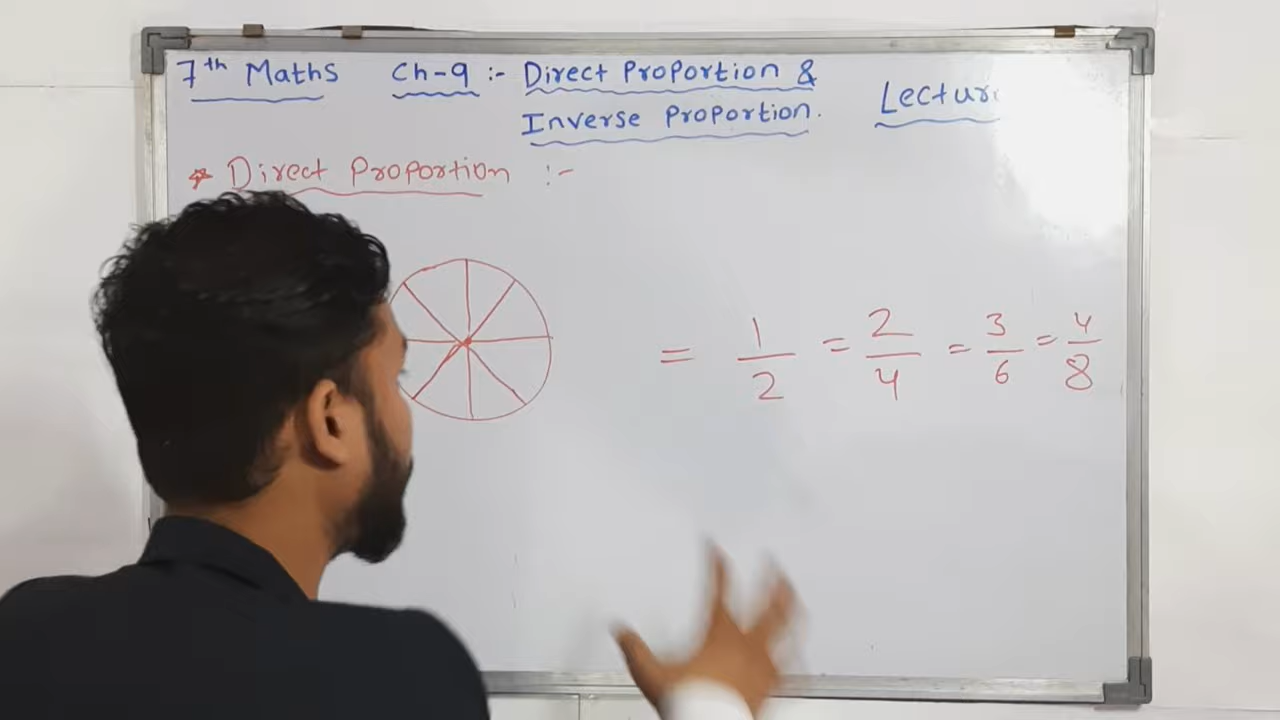 7th Maths Ch-9 :- Direct Proportion &
Inverse Proportion. Lectur
* Direct Proportion :-
= 1/2 = 2/4 = 3/6 = 4/8